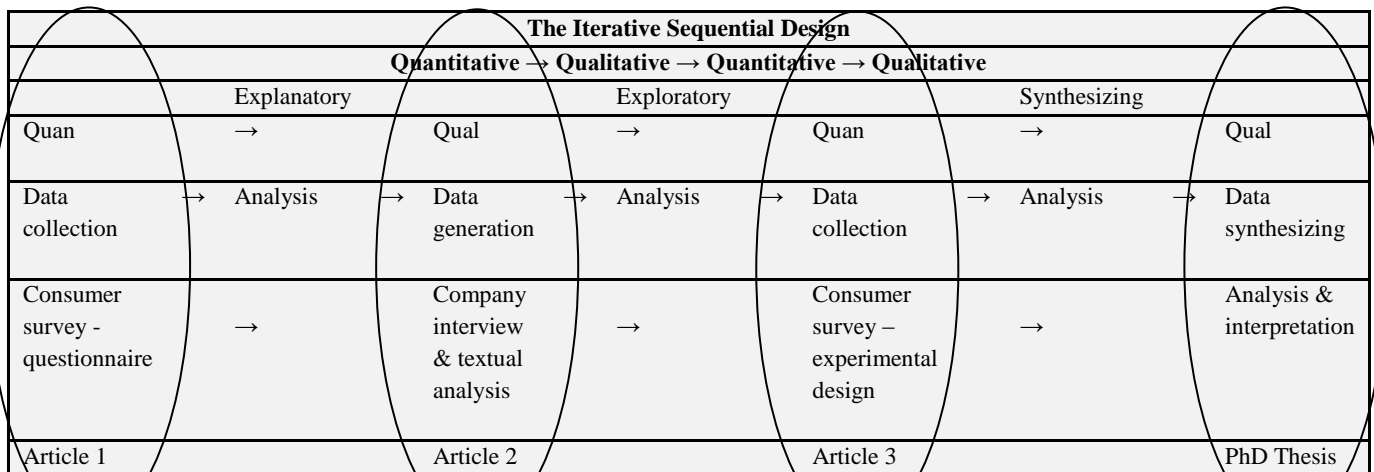 The Iterative Sequential Design
Quantitative → Qualitative → Quantitative → Qualitative
Explanatory Exploratory Synthesizing
Quan → Qual → Quan → Qual
Data → Analysis → Data → Analysis → Data → Analysis → Data
collection generation collection synthesizing
Consumer Company Consumer Analysis &
survey - → interview → survey – → interpretation
questionnaire & textual experimental
analysis design
Article 1 Article 2 Article 3 PhD Thesis